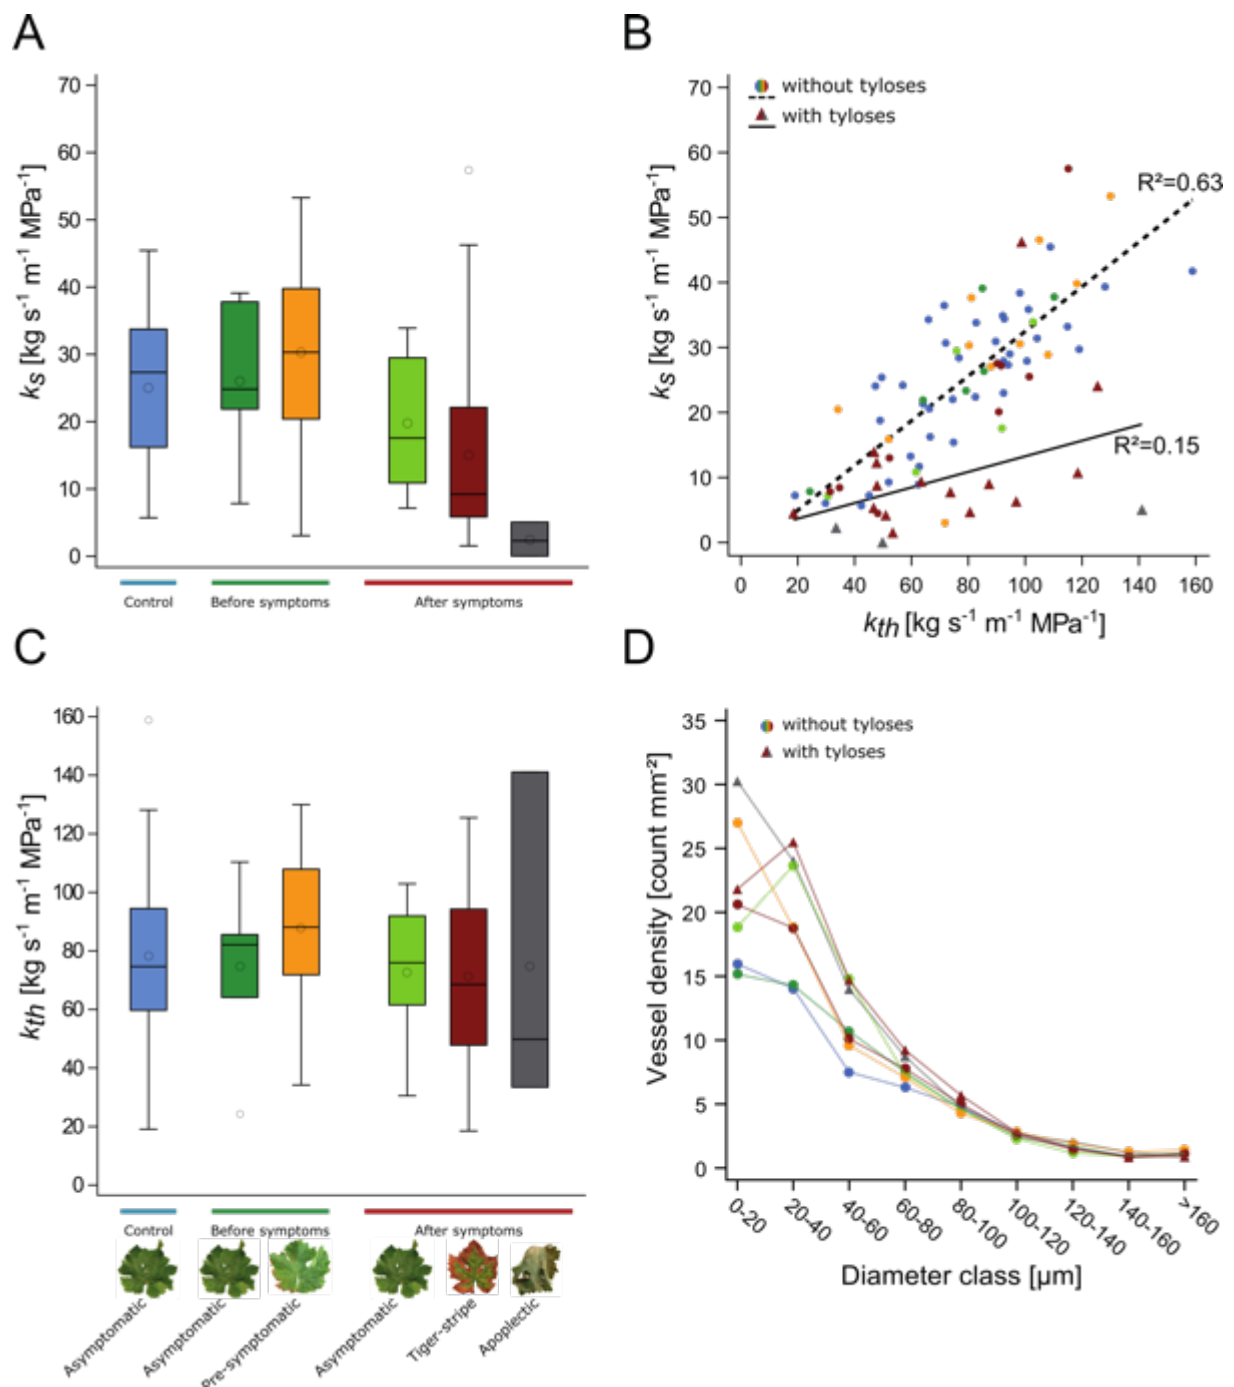 A
70
60
50
40
30
20
10
0
kS [kg s-1 m-1 MPa-1]
Control
Before symptoms
After symptoms
B
without tyloses
with tyloses
70
60
50
40
30
20
10
0
kS [kg s-1 m-1 MPa-1]
R²=0.63
R²=0.15
0 20 40 60 80 100 120 140 160
kth [kg s-1 m-1 MPa-1]
C
160
140
120
100
80
60
40
20
0
kth [kg s-1 m-1 MPa-1]
Control
Before symptoms
After symptoms
Asymptomatic
Asymptomatic
Pre-symptomatic
Asymptomatic
Tiger-stripe
Apoplectic
D
without tyloses
with tyloses
35
30
25
20
15
10
5
0
Vessel density [count mm-²]
0-20
20-40
40-60
60-80
80-100
100-120
120-140
140-160
>160
Diameter class [µm]